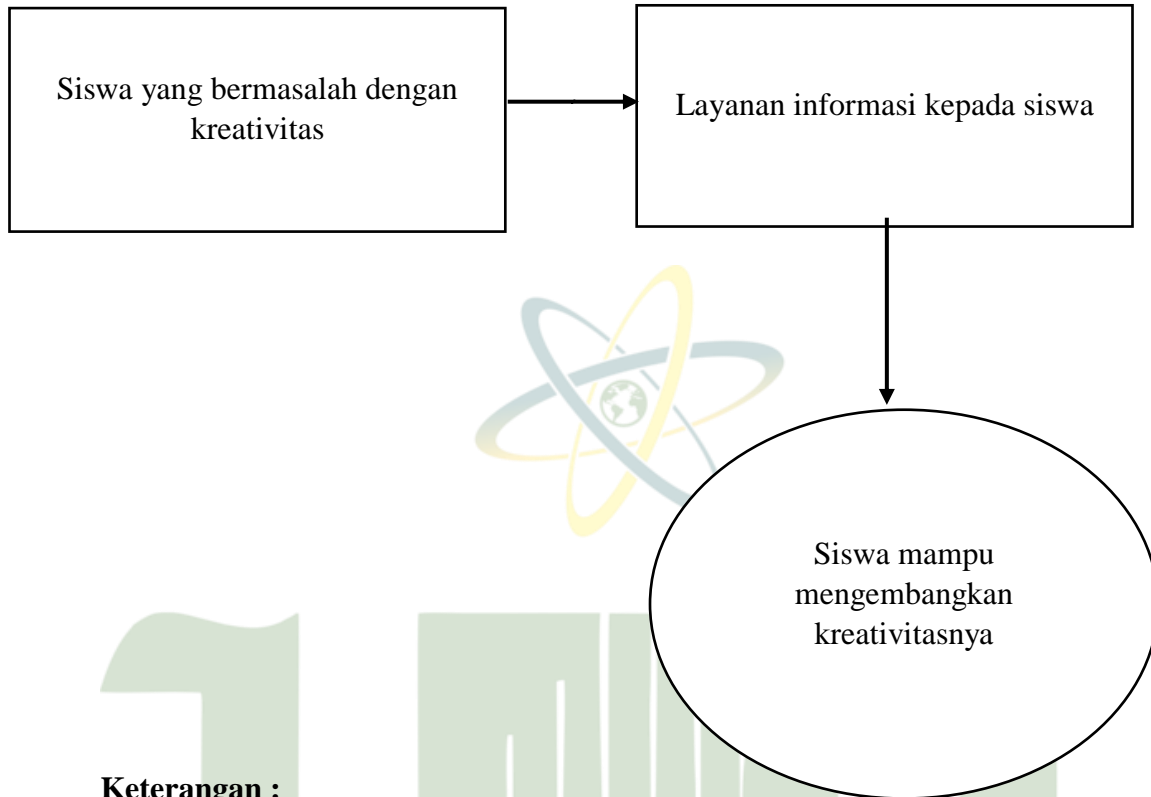 Siswa yang bermasalah dengan
kreativitas
Layanan informasi kepada siswa
Siswa mampu
mengembangkan
kreativitasnya
Keterangan :